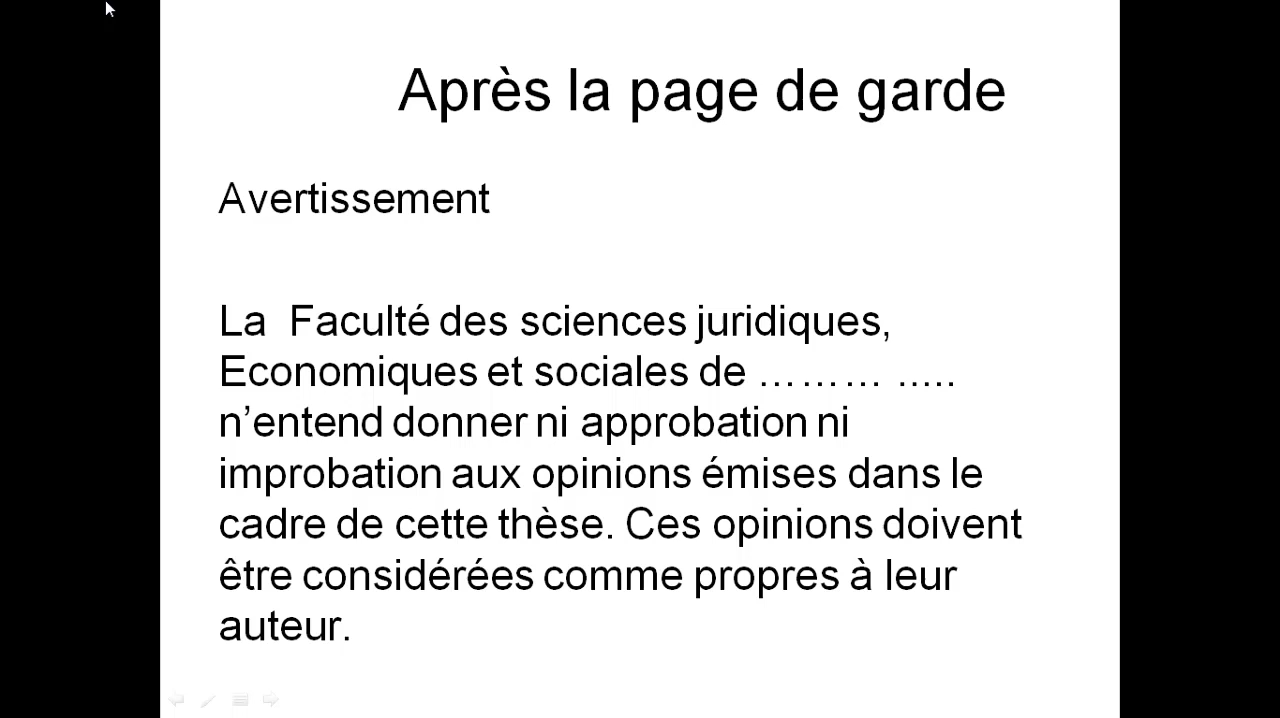 Après la page de garde
Avertissement
La  Faculté des sciences juridiques,
Economiques et sociales de ……… .....
n’entend donner ni approbation ni
improbation aux opinions émises dans le
cadre de cette thèse. Ces opinions doivent
être considérées comme propres à leur
auteur.